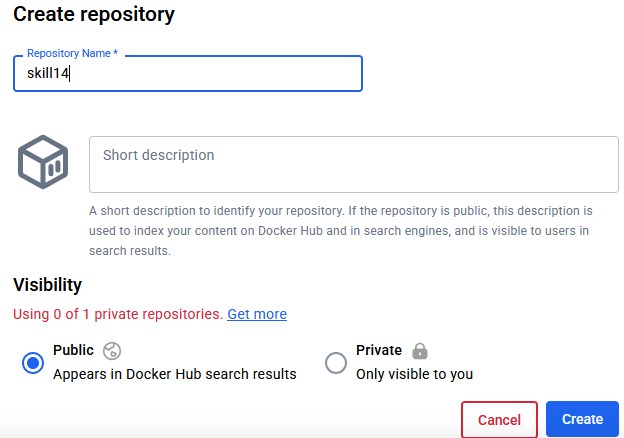 Create repository
Repository Name *
skill14
Short description
A short description to identify your repository. If the repository is public, this description is
used to index your content on Docker Hub and in search engines, and is visible to users in
search results.
Visibility
Using 0 of 1 private repositories. Get more
Public
Appears in Docker Hub search results
Private
Only visible to you
Cancel
Create